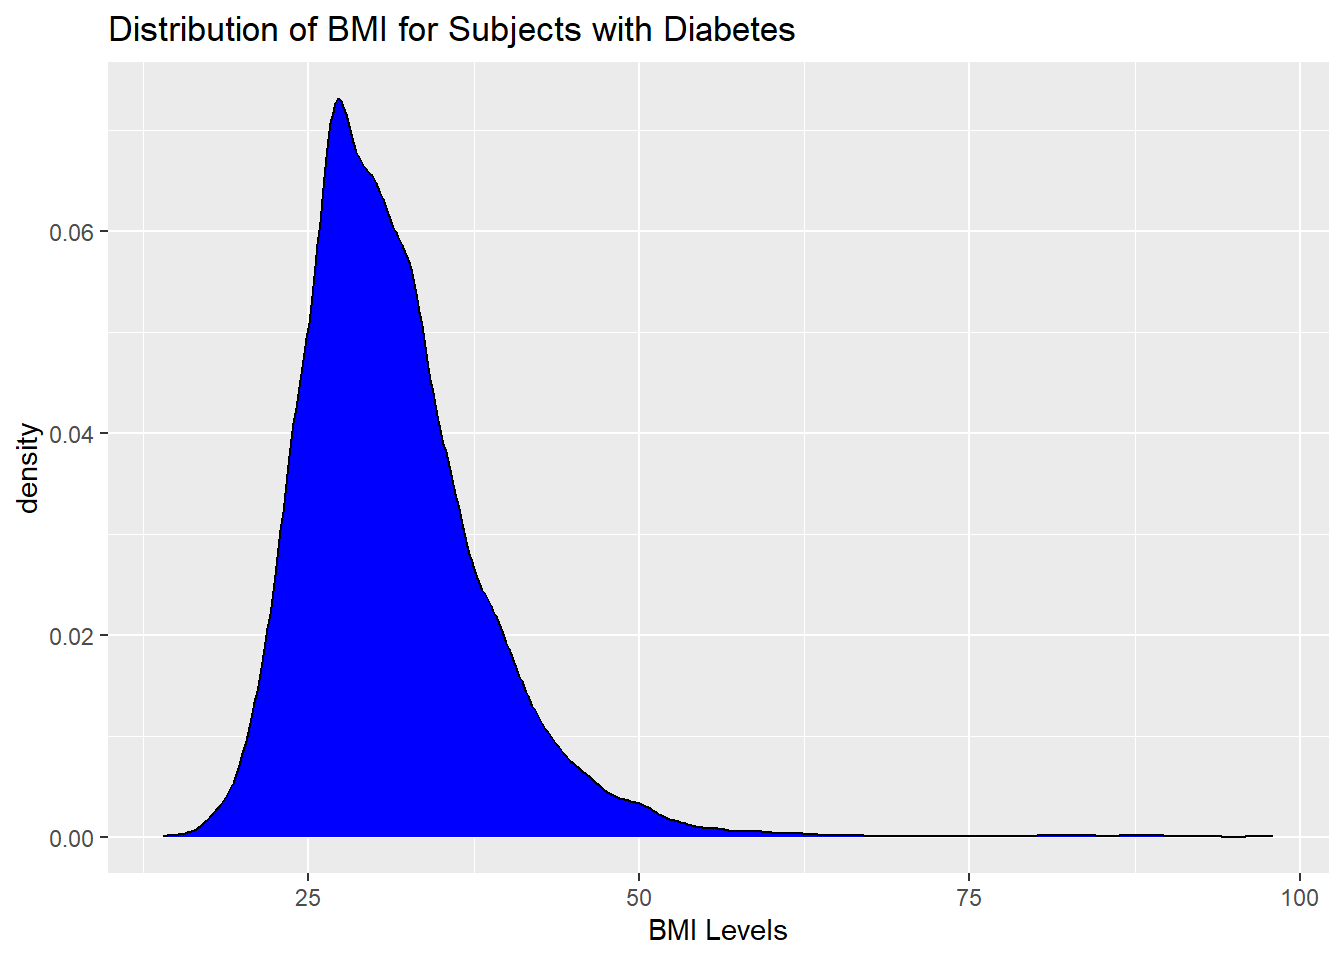 Distribution of BMI for Subjects with Diabetes
density
0.06
0.04
0.02
0.00
25 50 75 100
BMI Levels